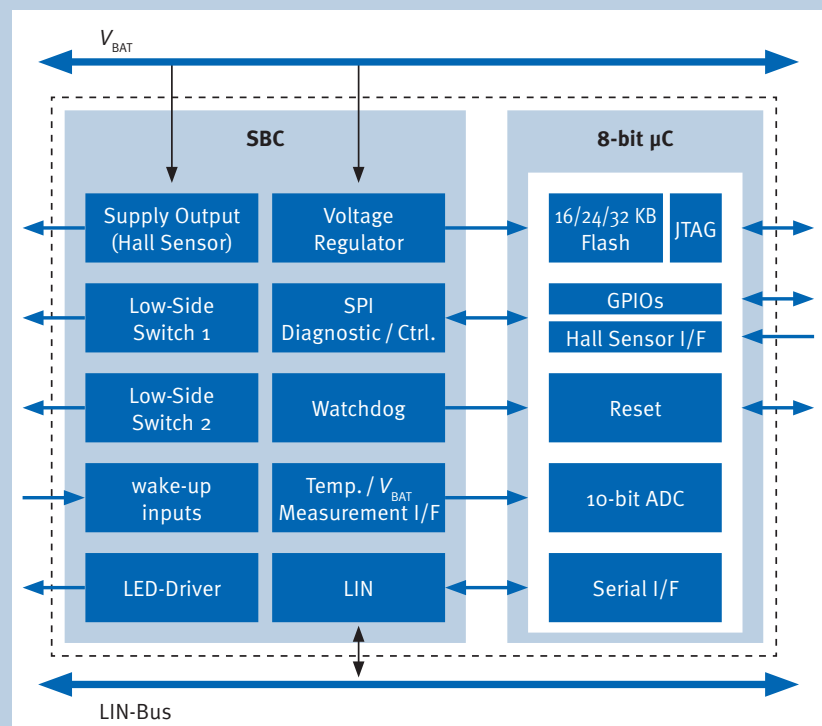 VBAT
SBC
8-bit µC
Supply Output
(Hall Sensor)
Voltage
Regulator
16/24/32 KB
Flash
JTAG
Low-Side
Switch 1
SPI
Diagnostic / Ctrl.
GPIOs
Hall Sensor I/F
Low-Side
Switch 2
Watchdog
Reset
wake-up
inputs
Temp. / VBAT
Measurement I/F
10-bit ADC
LED-Driver
LIN
Serial I/F
LIN-Bus